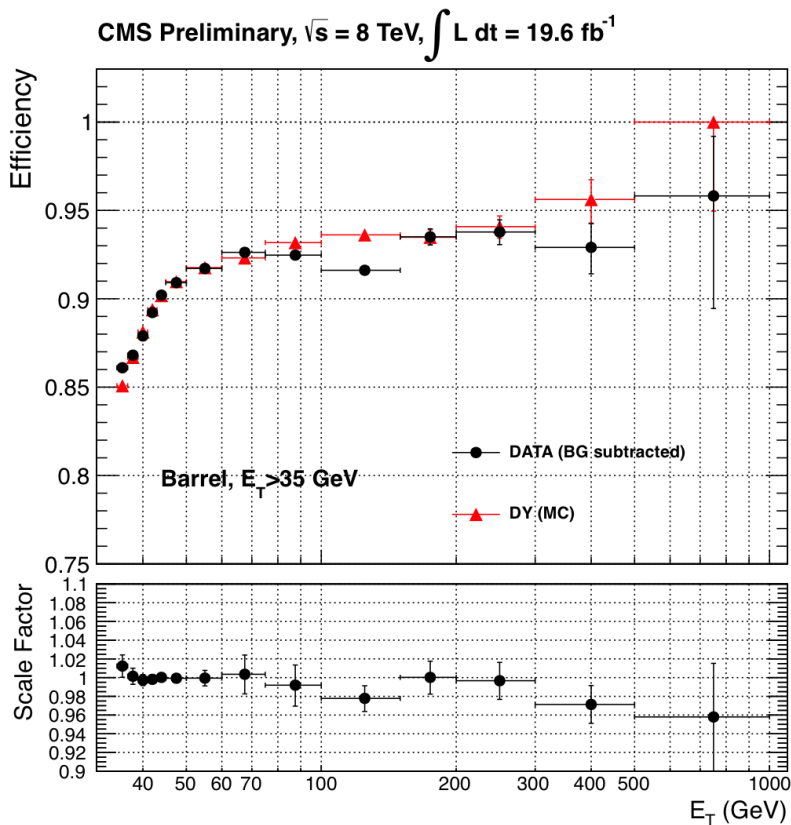 CMS Preliminary, √s = 8 TeV, ∫ L dt = 19.6 fb⁻¹
Efficiency
1
0.95
0.9
0.85
0.8
0.75
DATA (BG subtracted)
Barrel, E_T>35 GeV
DY (MC)
Scale Factor
1.1
1.08
1.06
1.04
1.02
1
0.98
0.96
0.94
0.92
0.9
40 50 60 70 100 200 300 400 500 1000
E_T (GeV)